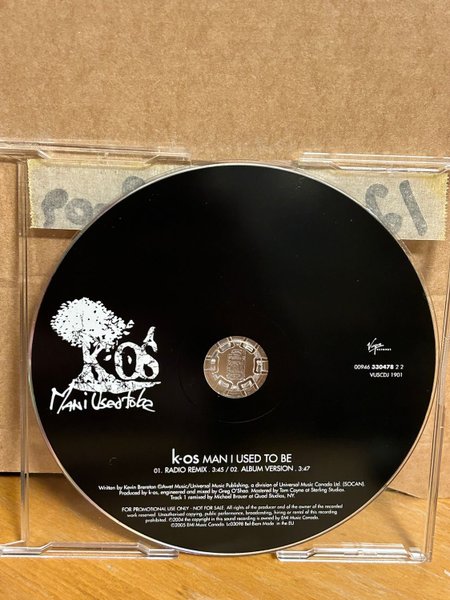 k-os
Man I Used to Be
Virgin
00946 330478 2 2
VUSCDJ 1901
k-os MAN I USED TO BE
01. RADIO REMIX . 3:45 / 02 ALBUM VERSION . 3:47
Written by Kevin Brereton ©Awet Music/Universal Music Publishing, a division of Universal Music Canada Ltd. (SOCAN).
Produced by k-os, engineered and mixed by Greg O'Shea. Mastered by Tom Coyne at Sterling Studios.
Track 1 remixed by Michael Brauer at Quad Studios, NY.
FOR PROMOTIONAL USE ONLY - NOT FOR SALE. All rights of the producer and of the owner of the recorded
work reserved. Unauthorised copying, public performance, broadcasting, hiring or rental of this recording
prohibited. ℗2004 the copyright in this sound recording is owned by EMI Music Canada.
©2005 EMI Music Canada. Made in the EU